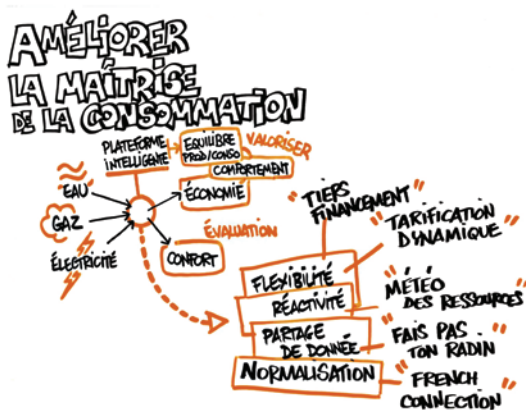 AMÉLIORER
LA MAÎTRISE
DE LA CONSOMMATION
PLATEFORME
INTELLIGENTE
EQUILIBRE
PROD/CONSO
VALORISER
COMPORTEMENT
ÉCONOMIE
EAU
GAZ
ÉLECTRICITÉ
ÉVALUATION
CONFORT
"TIERS
FINANCEMENT"
"TARIFICATION
DYNAMIQUE"
FLEXIBILITÉ
RÉACTIVITÉ
"MÉTÉO
DES RESSOURCES"
PARTAGE
DE DONNÉE
"FAIS PAS
TON RADIN"
NORMALISATION
"FRENCH
CONNECTION"